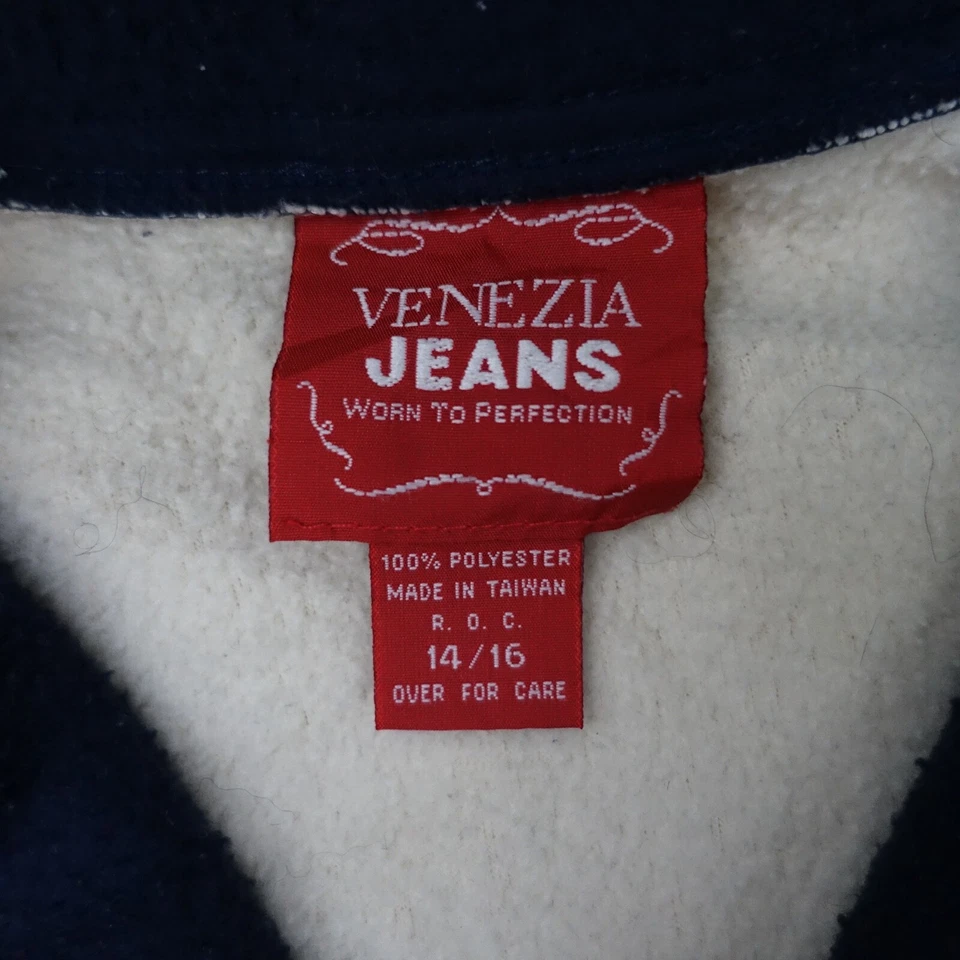 VENEZIA
JEANS
WORN TO PERFECTION
100% POLYESTER
MADE IN TAIWAN
R. O. C.
14/16
OVER FOR CARE